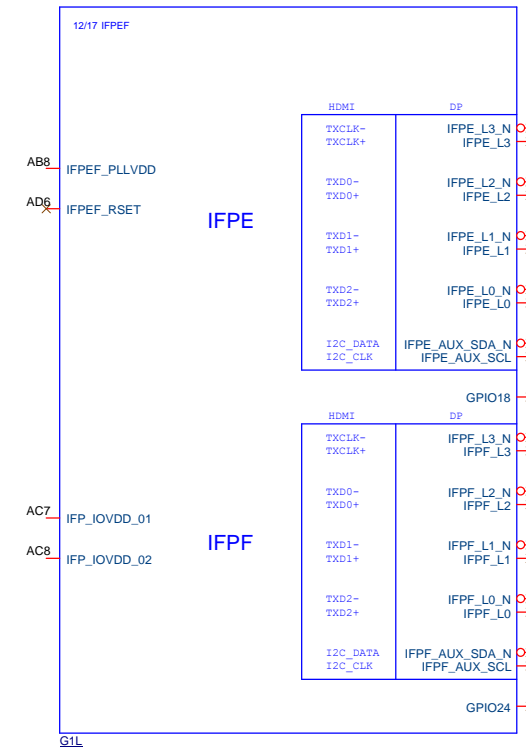 12/17 IFPEF
HDMI DP
TXCLK- IFPE_L3_N
TXCLK+ IFPE_L3
AB8 IFPEF_PLLVDD
TXD0- IFPE_L2_N
TXD0+ IFPE_L2
AD6 IFPEF_RSET
IFPE
TXD1- IFPE_L1_N
TXD1+ IFPE_L1
TXD2- IFPE_L0_N
TXD2+ IFPE_L0
I2C_DATA IFPE_AUX_SDA_N
I2C_CLK IFPE_AUX_SCL
GPIO18
HDMI DP
TXCLK- IFPF_L3_N
TXCLK+ IFPF_L3
TXD0- IFPF_L2_N
TXD0+ IFPF_L2
AC7 IFP_IOVDD_01
IFPF
TXD1- IFPF_L1_N
TXD1+ IFPF_L1
AC8 IFP_IOVDD_02
TXD2- IFPF_L0_N
TXD2+ IFPF_L0
I2C_DATA IFPF_AUX_SDA_N
I2C_CLK IFPF_AUX_SCL
GPIO24
G1L